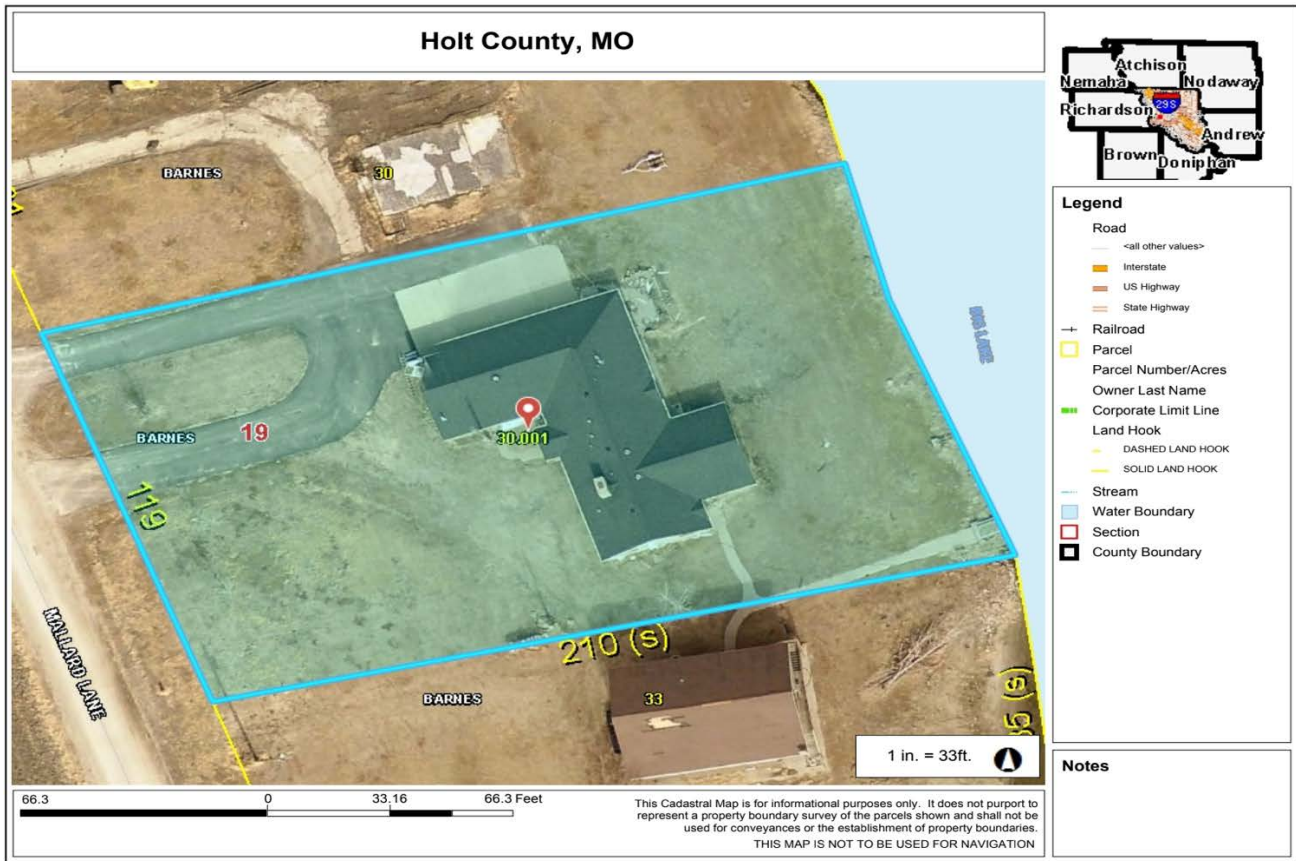 Holt County, MO
BARNES
30
BARNES
19
30.001
119
MALLARD LANE
BIG LAKE
210 (s)
BARNES
33
35 (s)
1 in. = 33ft.
66.3
0
33.16
66.3 Feet
This Cadastral Map is for informational purposes only. It does not purport to
represent a property boundary survey of the parcels shown and shall not be
used for conveyances or the establishment of property boundaries.
THIS MAP IS NOT TO BE USED FOR NAVIGATION
Atchison
Nemaha
Nodaway
Richardson
29S
Andrew
Brown
Doniphan
Legend
Road
<all other values>
Interstate
US Highway
State Highway
Railroad
Parcel
Parcel Number/Acres
Owner Last Name
Corporate Limit Line
Land Hook
DASHED LAND HOOK
SOLID LAND HOOK
Stream
Water Boundary
Section
County Boundary
Notes